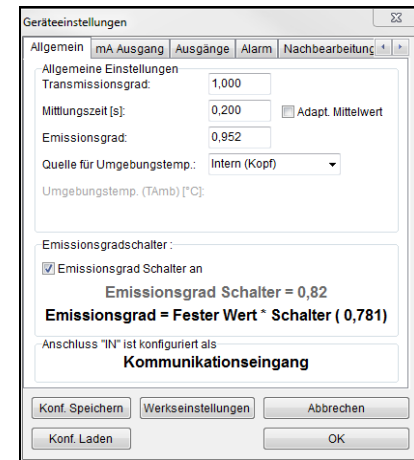 Geräteeinstellungen
Allgemein mA Ausgang Ausgänge Alarm Nachbearbeitung
Allgemeine Einstellungen
Transmissionsgrad: 1,000
Mittlungszeit [s]: 0,200 Adapt. Mittelwert
Emissionsgrad: 0,952
Quelle für Umgebungstemp.: Intern (Kopf)
Umgebungstemp. (TAmb) [°C]:
Emissionsgradschalter :
Emissionsgrad Schalter an
Emissionsgrad Schalter = 0,82
Emissionsgrad = Fester Wert * Schalter ( 0,781)
Anschluss "IN" ist konfiguriert als
Kommunikationseingang
Konf. Speichern Werkseinstellungen Abbrechen
Konf. Laden OK